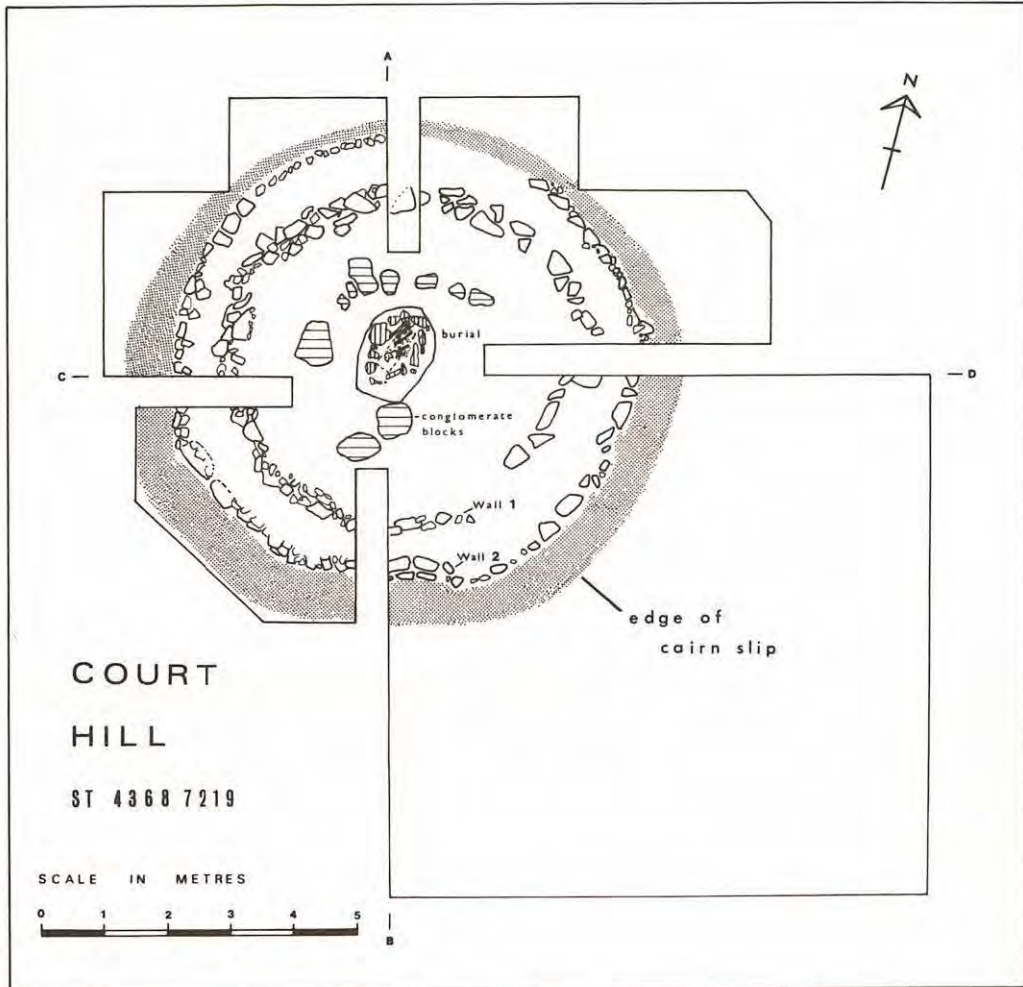 A
N
burial
C
D
conglomerate
blocks
Wall 1
Wall 2
edge of
cairn slip
COURT
HILL
ST 4368 7219
SCALE IN METRES
0 1 2 3 4 5
B